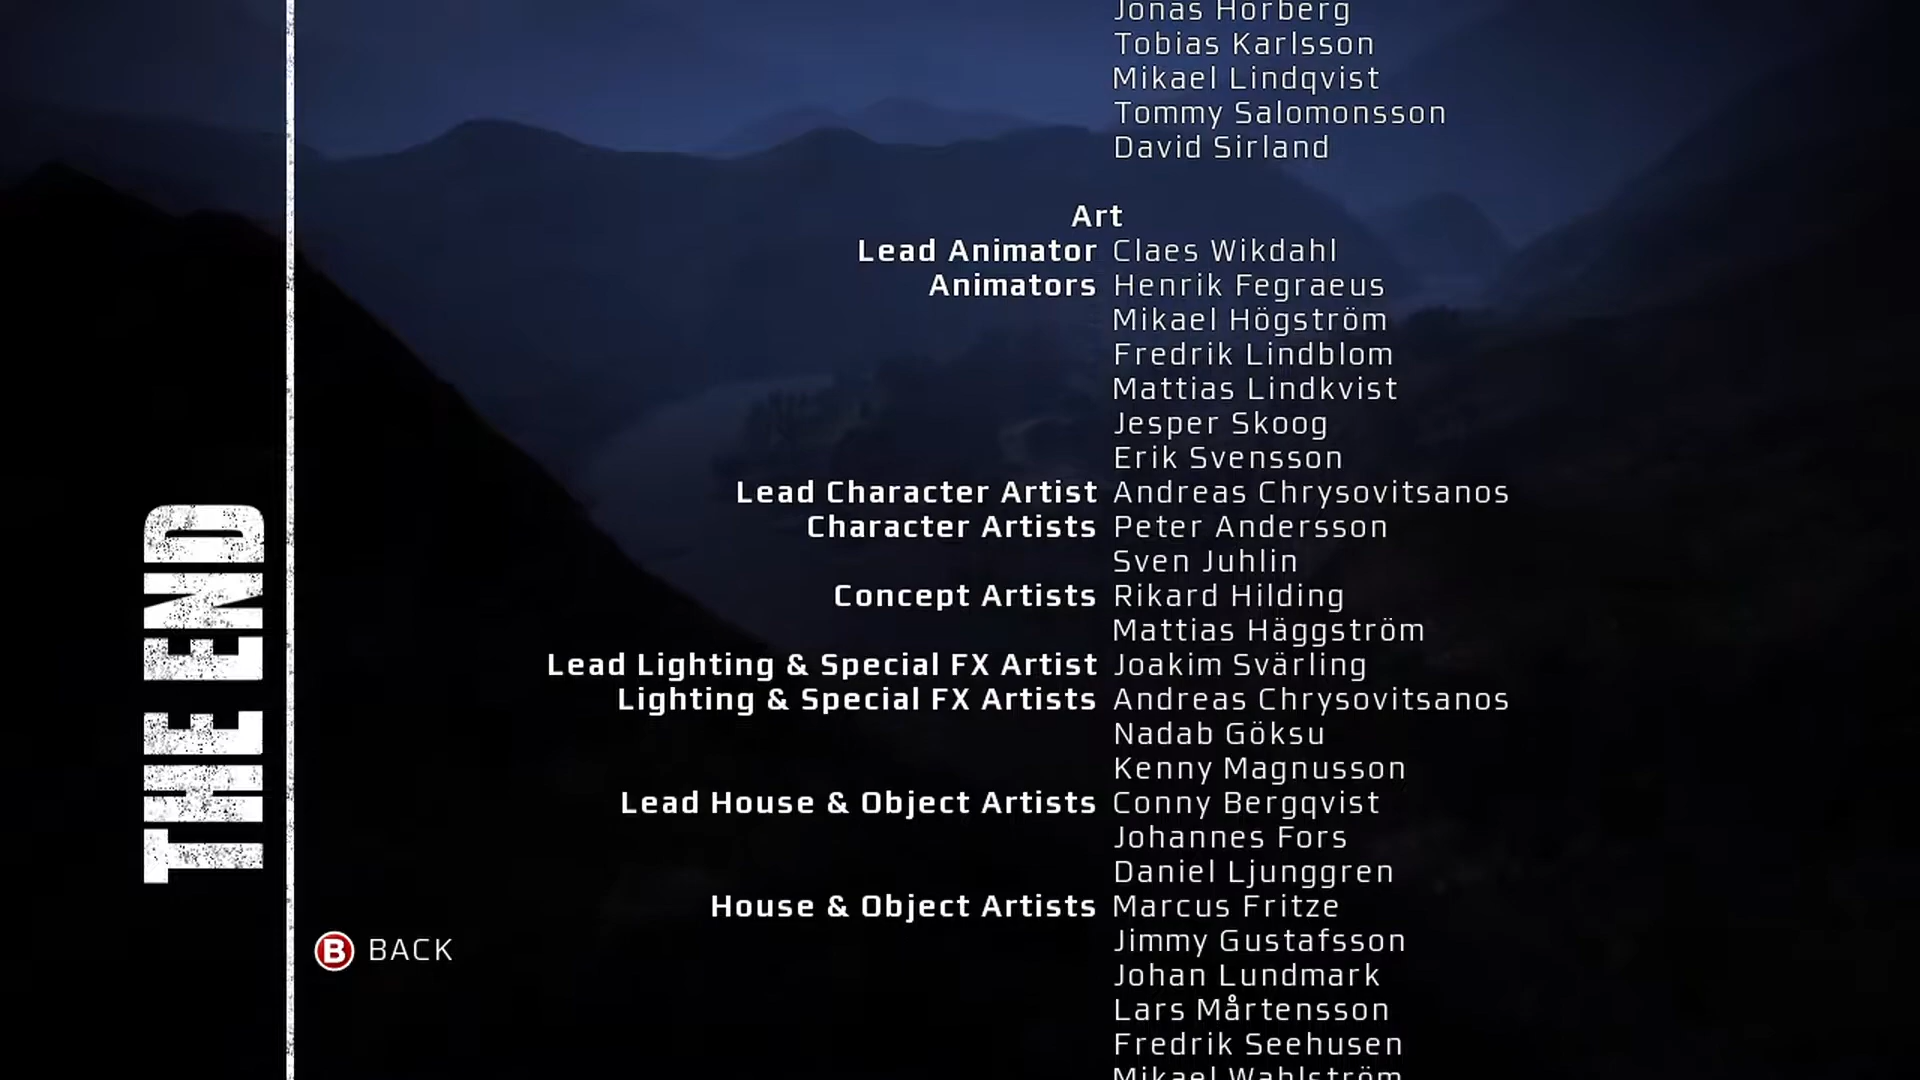 Jonas Hörberg
Tobias Karlsson
Mikael Lindqvist
Tommy Salomonsson
David Sirland
Art
Lead Animator Claes Wikdahl
Animators Henrik Fegraeus
Mikael Högström
Fredrik Lindblom
Mattias Lindkvist
Jesper Skoog
Erik Svensson
Lead Character Artist Andreas Chrysovitsanos
Character Artists Peter Andersson
Sven Juhlin
Concept Artists Rikard Hilding
Mattias Häggström
Lead Lighting & Special FX Artist Joakim Svärling
Lighting & Special FX Artists Andreas Chrysovitsanos
Nadab Göksu
Kenny Magnusson
Lead House & Object Artists Conny Bergqvist
Johannes Fors
Daniel Ljunggren
House & Object Artists Marcus Fritze
Jimmy Gustafsson
Johan Lundmark
Lars Mårtensson
Fredrik Seehusen
Mikael Wahlström
THE END
B BACK